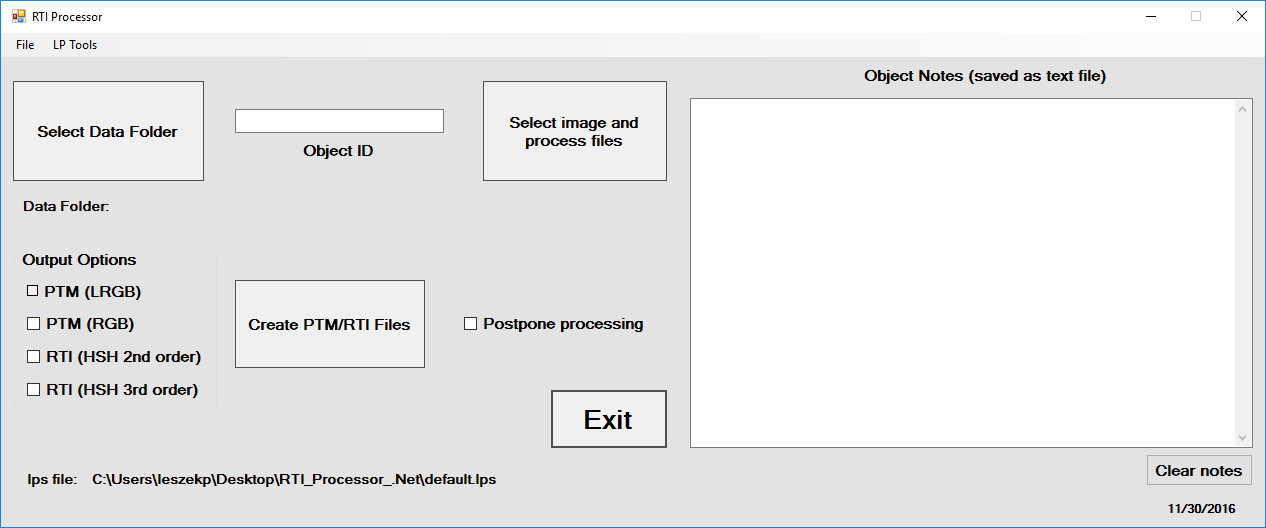 RTI Processor
File LP Tools
Object Notes (saved as text file)
Select Data Folder
Object ID
Select image and
process files
Data Folder:
Output Options
PTM (LRGB)
PTM (RGB)
RTI (HSH 2nd order)
RTI (HSH 3rd order)
Create PTM/RTI Files
Postpone processing
Exit
lps file: C:\Users\leszekp\Desktop\RTI_Processor_.Net\default.lps
Clear notes
11/30/2016